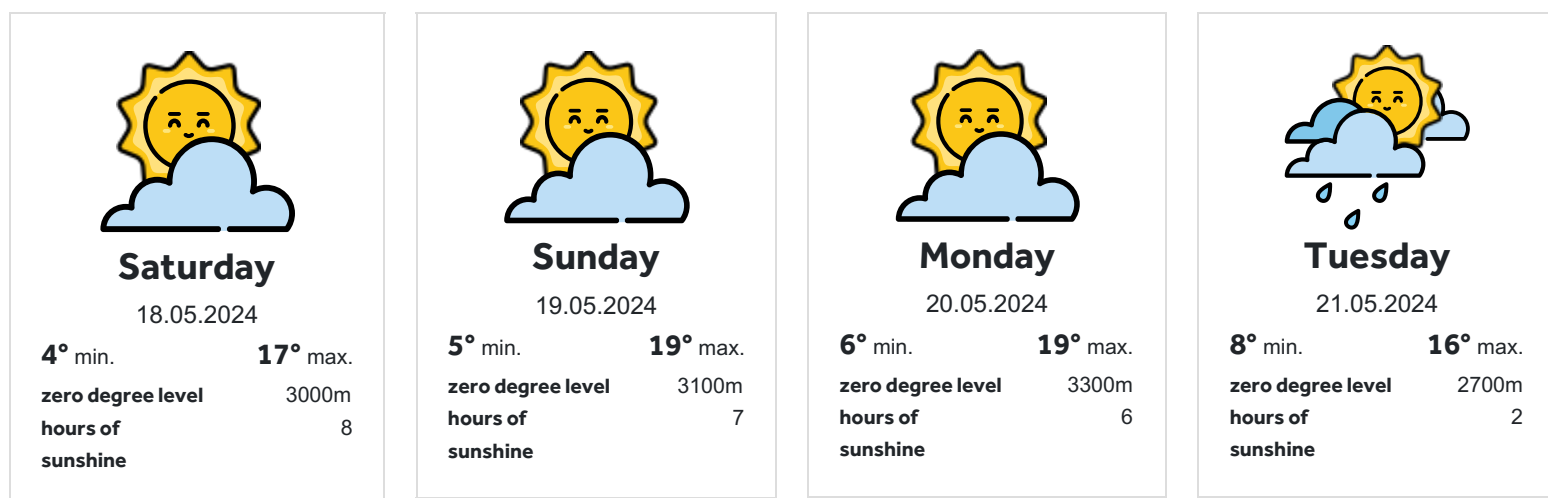 Saturday
18.05.2024
4° min. 17° max.
zero degree level 3000m
hours of 8
sunshine
Sunday
19.05.2024
5° min. 19° max.
zero degree level 3100m
hours of 7
sunshine
Monday
20.05.2024
6° min. 19° max.
zero degree level 3300m
hours of 6
sunshine
Tuesday
21.05.2024
8° min. 16° max.
zero degree level 2700m
hours of 2
sunshine